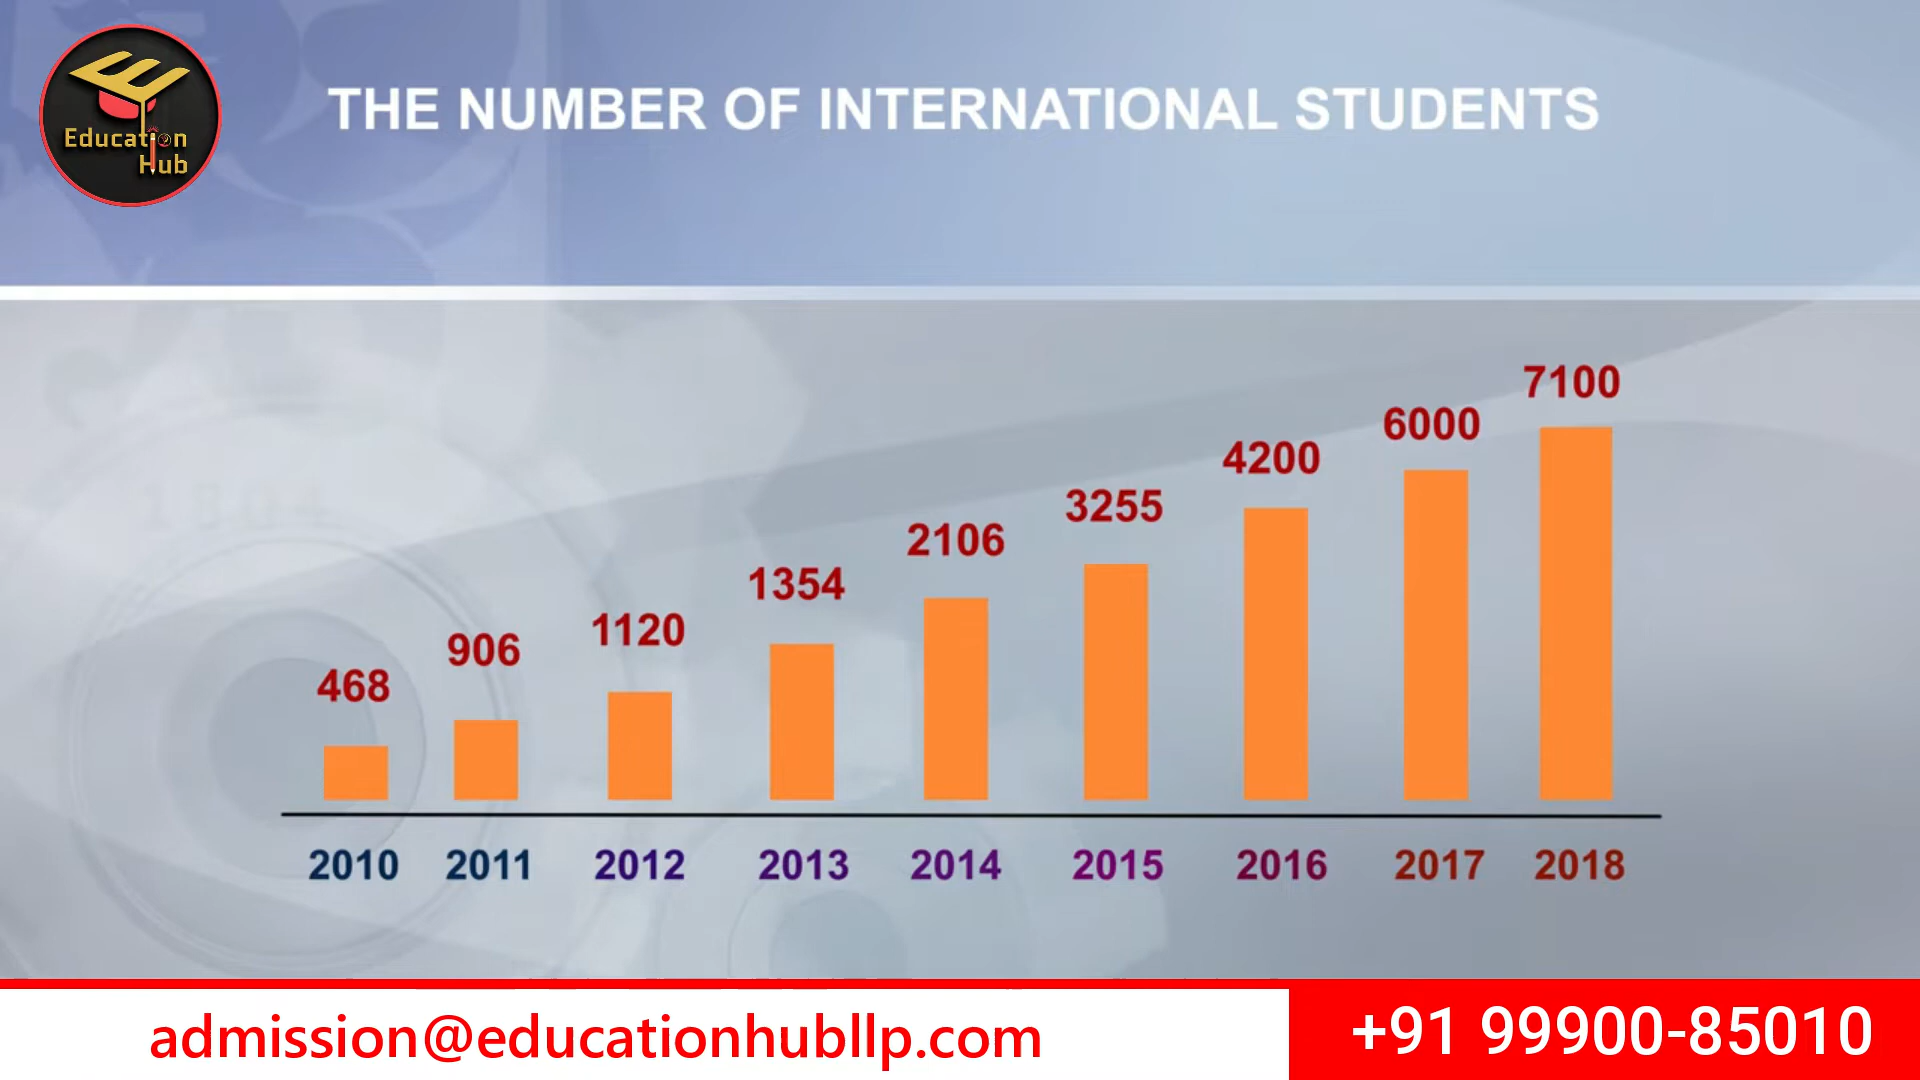 Education
Hub
THE NUMBER OF INTERNATIONAL STUDENTS
468
906
1120
1354
2106
3255
4200
6000
7100
2010 2011 2012 2013 2014 2015 2016 2017 2018
admission@educationhubllp.com
+91 99900-85010